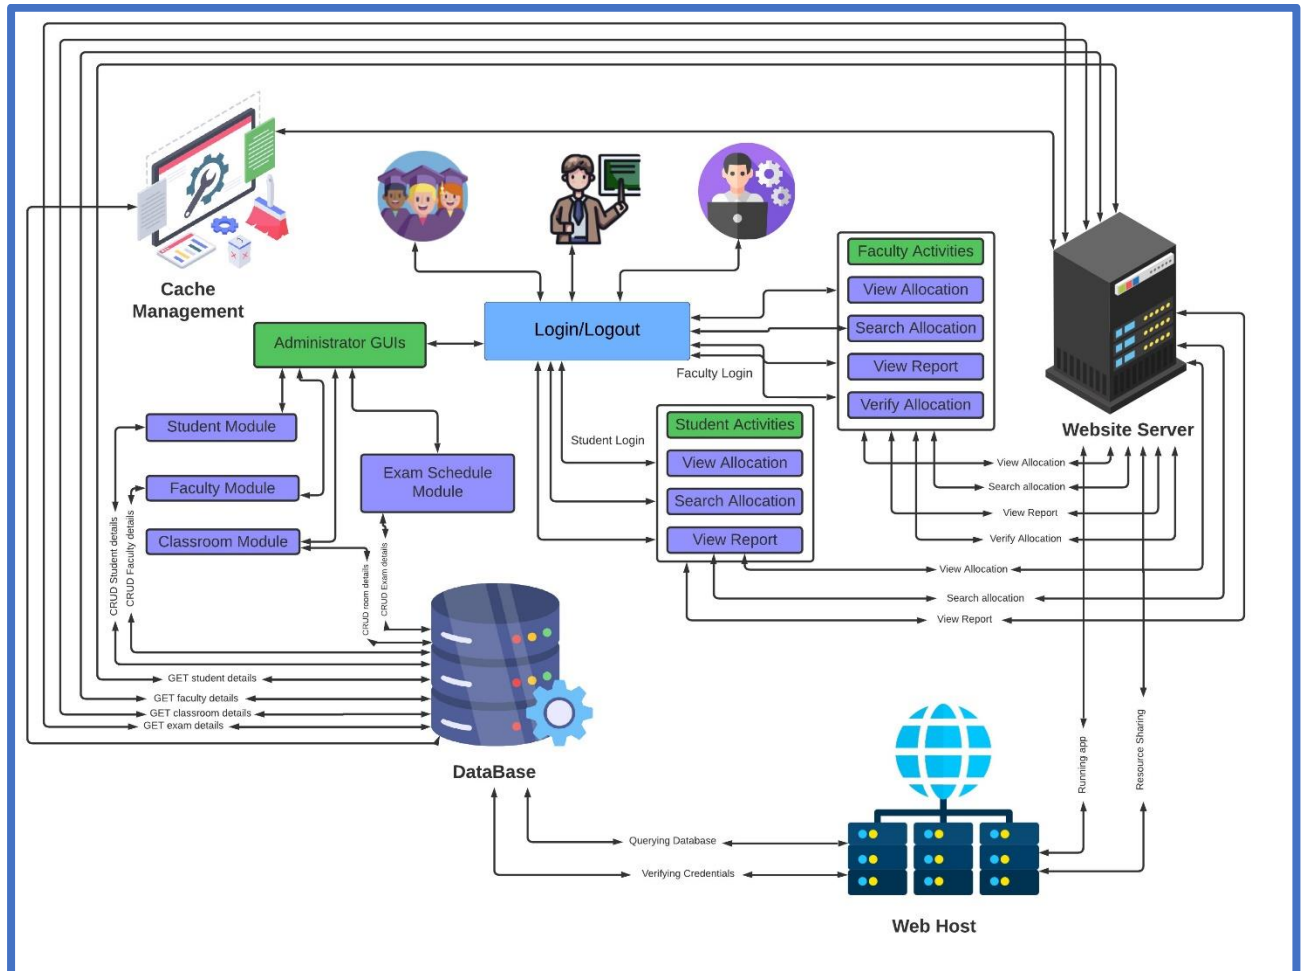 Cache
Management
Login/Logout
Administrator GUIs
Faculty Activities
View Allocation
Search Allocation
View Report
Verify Allocation
Faculty Login
Student Login
Student Activities
View Allocation
Search Allocation
View Report
Website Server
Student Module
Faculty Module
Classroom Module
Exam Schedule
Module
CRUD Student details
CRUD Faculty details
CRUD room details
CRUD Exam details
View Allocation
Search allocation
View Report
Verify Allocation
View Allocation
Search allocation
View Report
GET student details
GET faculty details
GET classroom details
GET exam details
DataBase
Running app
Resource Sharing
Querying Database
Verifying Credentials
Web Host